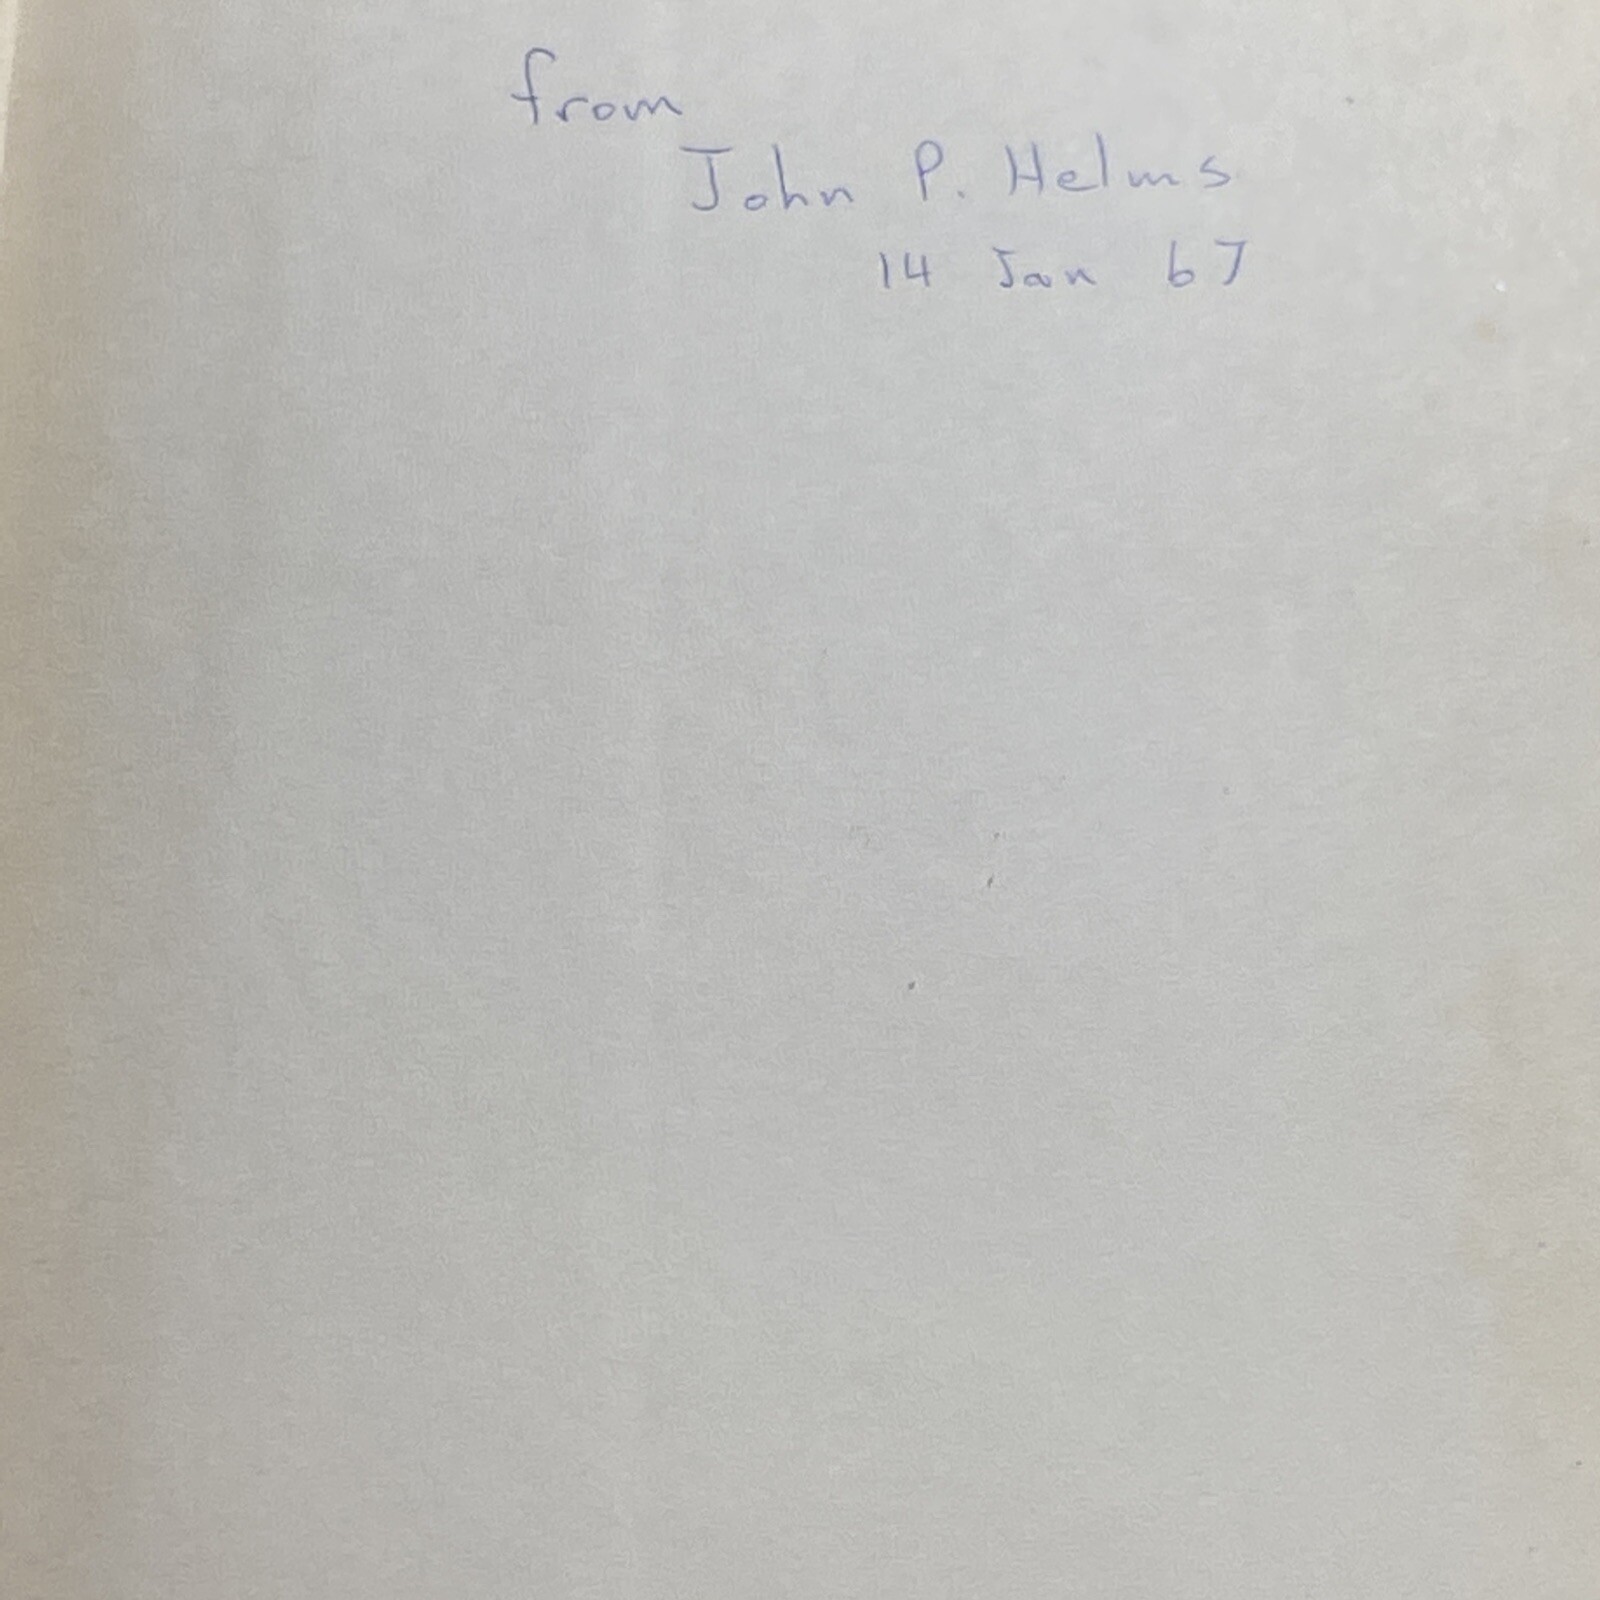 from
John P. Helms
14 Jan 67